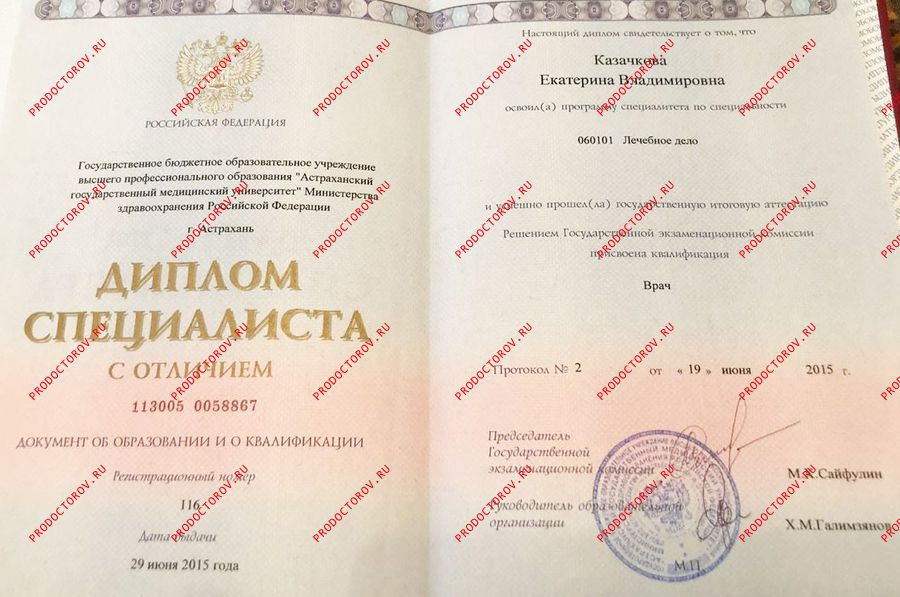 РОССИЙСКАЯ ФЕДЕРАЦИЯ
Государственное бюджетное образовательное учреждение
высшего профессионального образования "Астраханский
государственный медицинский университет" Министерства
здравоохранения Российской Федерации
г. Астрахань
ДИПЛОМ
СПЕЦИАЛИСТА
С ОТЛИЧИЕМ
113005 0058867
ДОКУМЕНТ ОБ ОБРАЗОВАНИИ И О КВАЛИФИКАЦИИ
Регистрационный номер
116
Дата выдачи
29 июня 2015 года
Настоящий диплом свидетельствует о том, что
Казачкова
Екатерина Владимировна
освоил(а) программу специалитета по специальности
060101 Лечебное дело
и успешно прошел(ла) государственную итоговую аттестацию
Решением Государственной экзаменационной комиссии
присвоена квалификация
Врач
Протокол № 2 от « 19 » июня 2015 г.
Председатель
Государственной
экзаменационной комиссии
М.Р.Сайфулин
Руководитель образовательной
организации
Х.М.Галимзянов
М.П.
PRODOCTOROV.RU